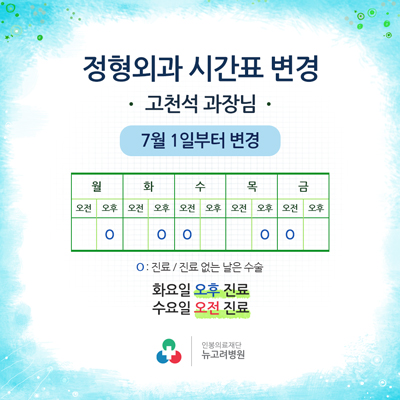 정형외과 시간표 변경
· 고천석 과장님 ·
7월 1일부터 변경
월 화 수 목 금
오전 오후 오전 오후 오전 오후 오전 오후 오전 오후
O O O O O
O : 진료 / 진료 없는 날은 수술
화요일 오후 진료
수요일 오전 진료
인봉의료재단
뉴고려병원